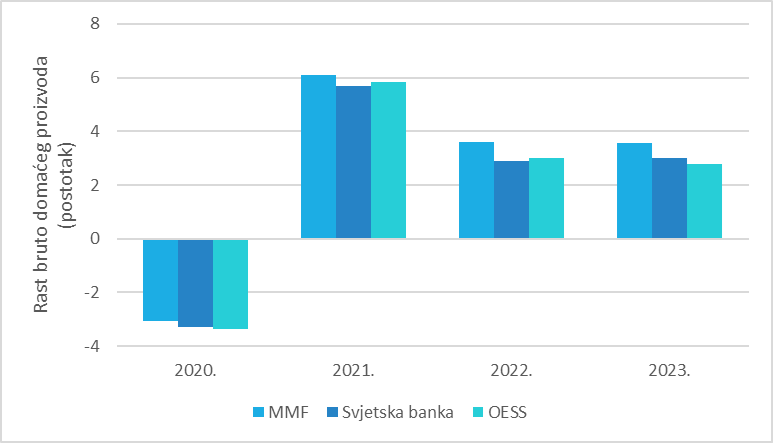 Rast bruto domaćeg proizvoda
(postotak)
8
6
4
2
0
-2
-4
2020.
2021.
2022.
2023.
MMF
Svjetska banka
OESS